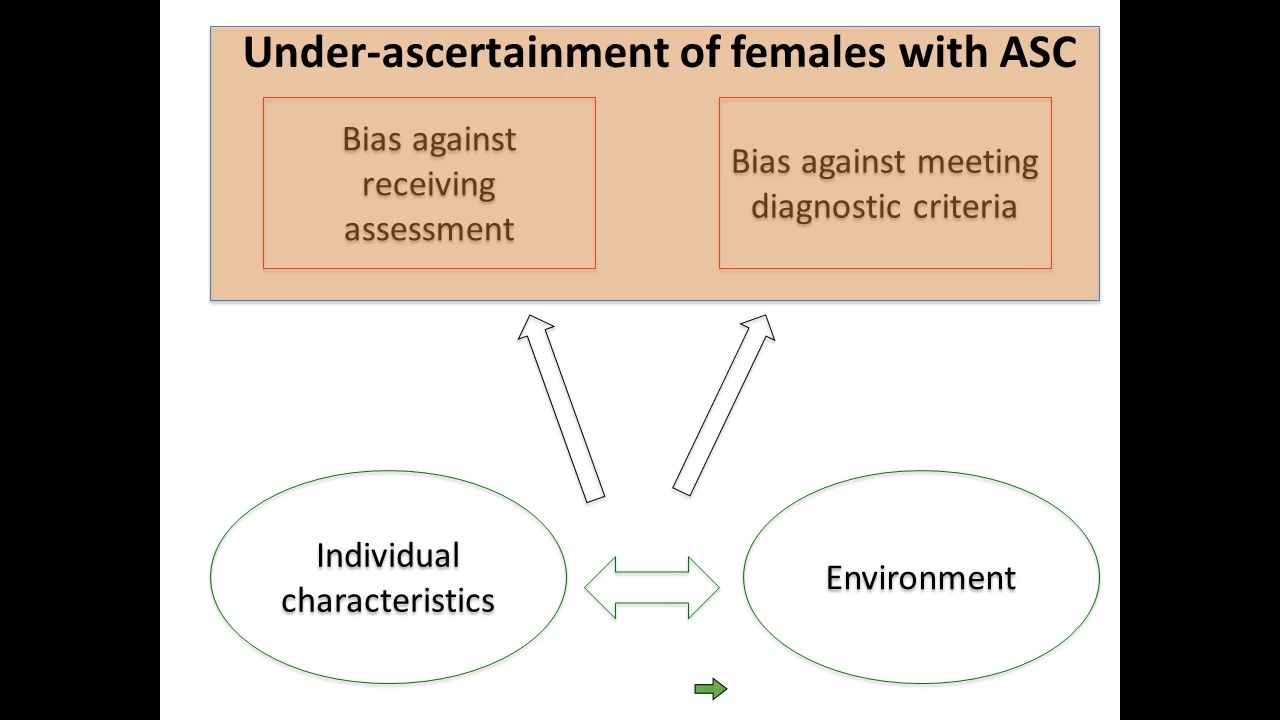 Under-ascertainment of females with ASC
Bias against
receiving
assessment
Bias against meeting
diagnostic criteria
Individual
characteristics
Environment